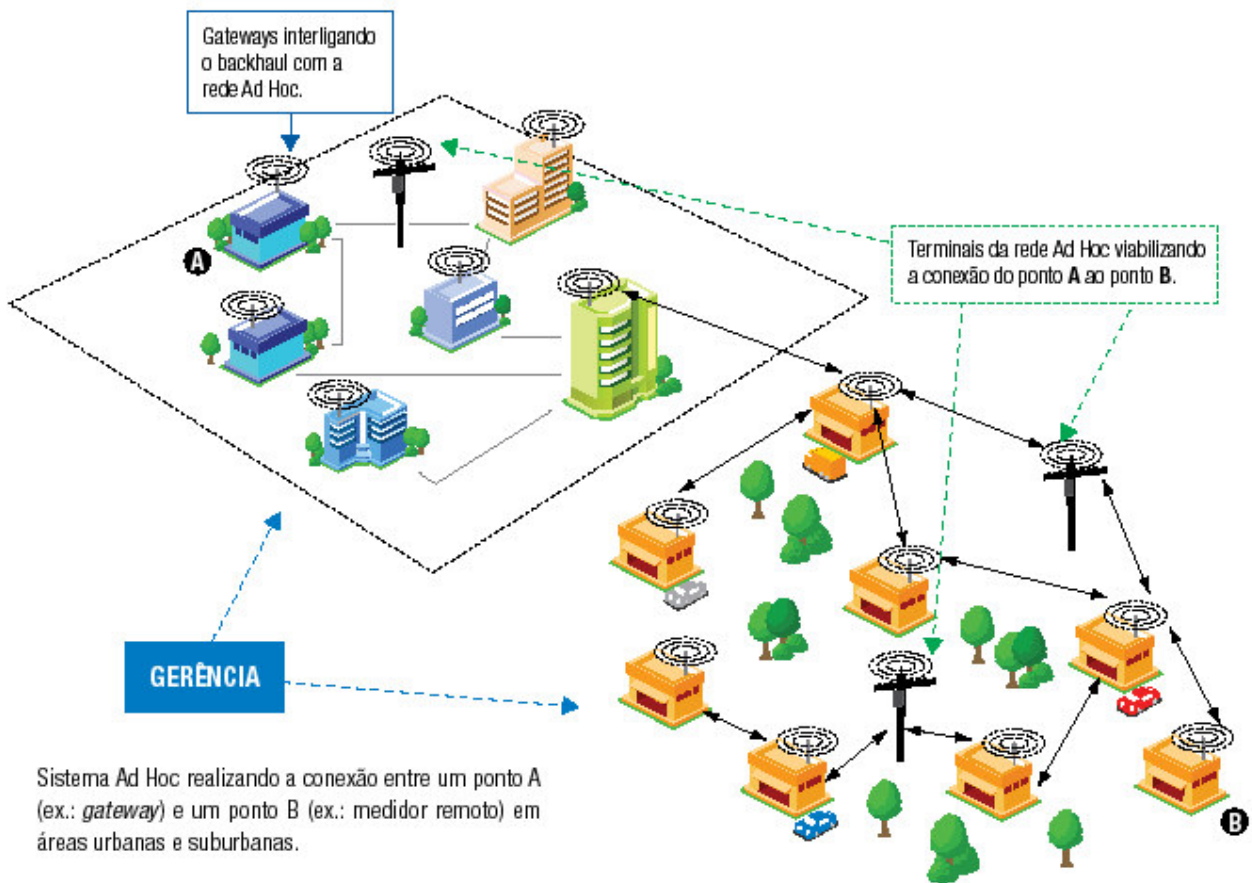 Gateways interligando
o backhaul com a
rede Ad Hoc.
A
Terminais da rede Ad Hoc viabilizando
a conexão do ponto A ao ponto B.
GERÊNCIA
B
Sistema Ad Hoc realizando a conexão entre um ponto A
(ex.: gateway) e um ponto B (ex.: medidor remoto) em
áreas urbanas e suburbanas.